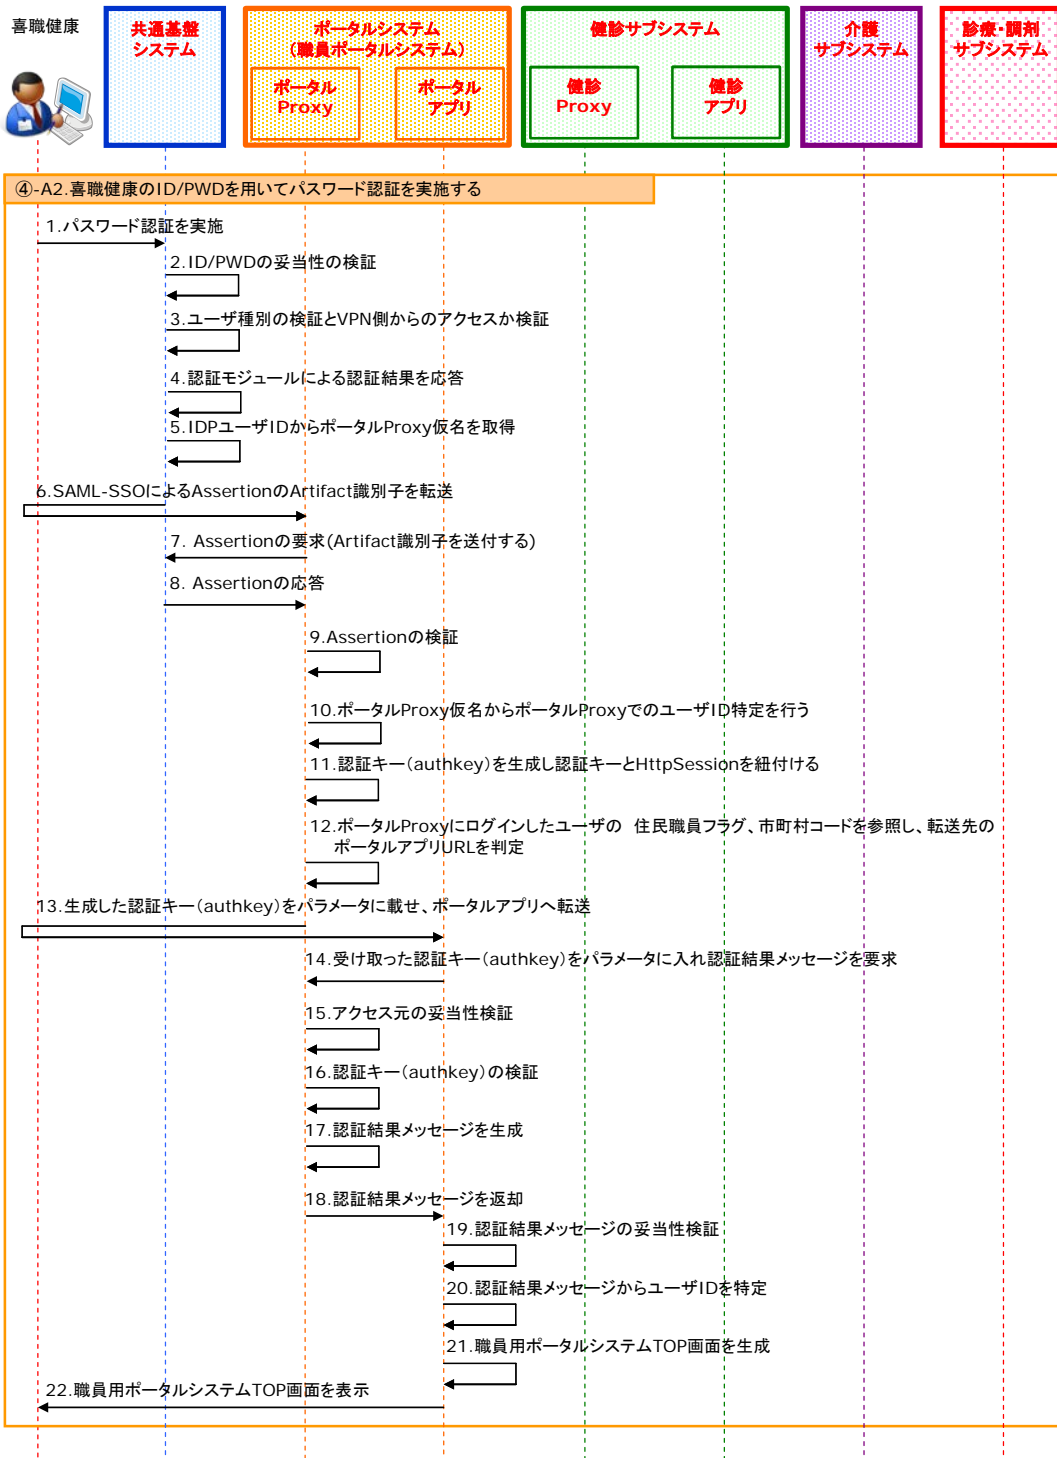 喜職健康
共通基盤
システム
ポータルシステム
(職員ポータルシステム)
ポータル
Proxy
ポータル
アプリ
健診サブシステム
健診
Proxy
健診
アプリ
介護
サブシステム
診療・調剤
サブシステム
④-A2.喜職健康のID/PWDを用いてパスワード認証を実施する
1.パスワード認証を実施
2.ID/PWDの妥当性の検証
3.ユーザ種別の検証とVPN側からのアクセスか検証
4.認証モジュールによる認証結果を応答
5.IDPユーザIDからポータルProxy仮名を取得
6.SAML-SSOによるAssertionのArtifact識別子を転送
7. Assertionの要求(Artifact識別子を送付する)
8. Assertionの応答
9.Assertionの検証
10.ポータルProxy仮名からポータルProxyでのユーザID特定を行う
11.認証キー(authkey)を生成し認証キーとHttpSessionを紐付ける
12.ポータルProxyにログインしたユーザの 住民職員フラグ、市町村コードを参照し、転送先の
ポータルアプリURLを判定
13.生成した認証キー(authkey)をパラメータに載せ、ポータルアプリへ転送
14.受け取った認証キー(authkey)をパラメータに入れ認証結果メッセージを要求
15.アクセス元の妥当性検証
16.認証キー(authkey)の検証
17.認証結果メッセージを生成
18.認証結果メッセージを返却
19.認証結果メッセージの妥当性検証
20.認証結果メッセージからユーザIDを特定
21.職員用ポータルシステムTOP画面を生成
22.職員用ポータルシステムTOP画面を表示